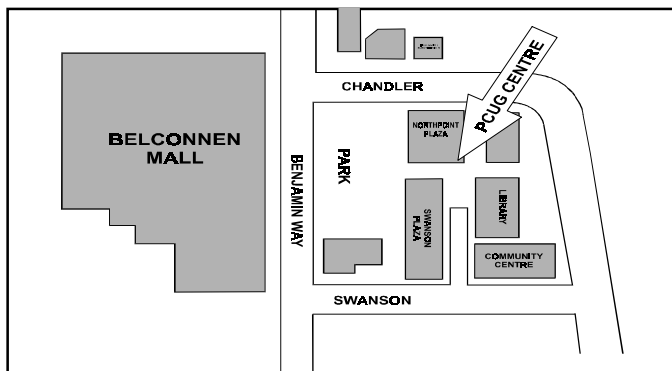 CHANDLER
PCUG CENTRE
NORTHPOINT
PLAZA
BELCONNEN
MALL
BENJAMIN WAY
PARK
SWANSON
PLAZA
LIBRARY
COMMUNITY
CENTRE
SWANSON